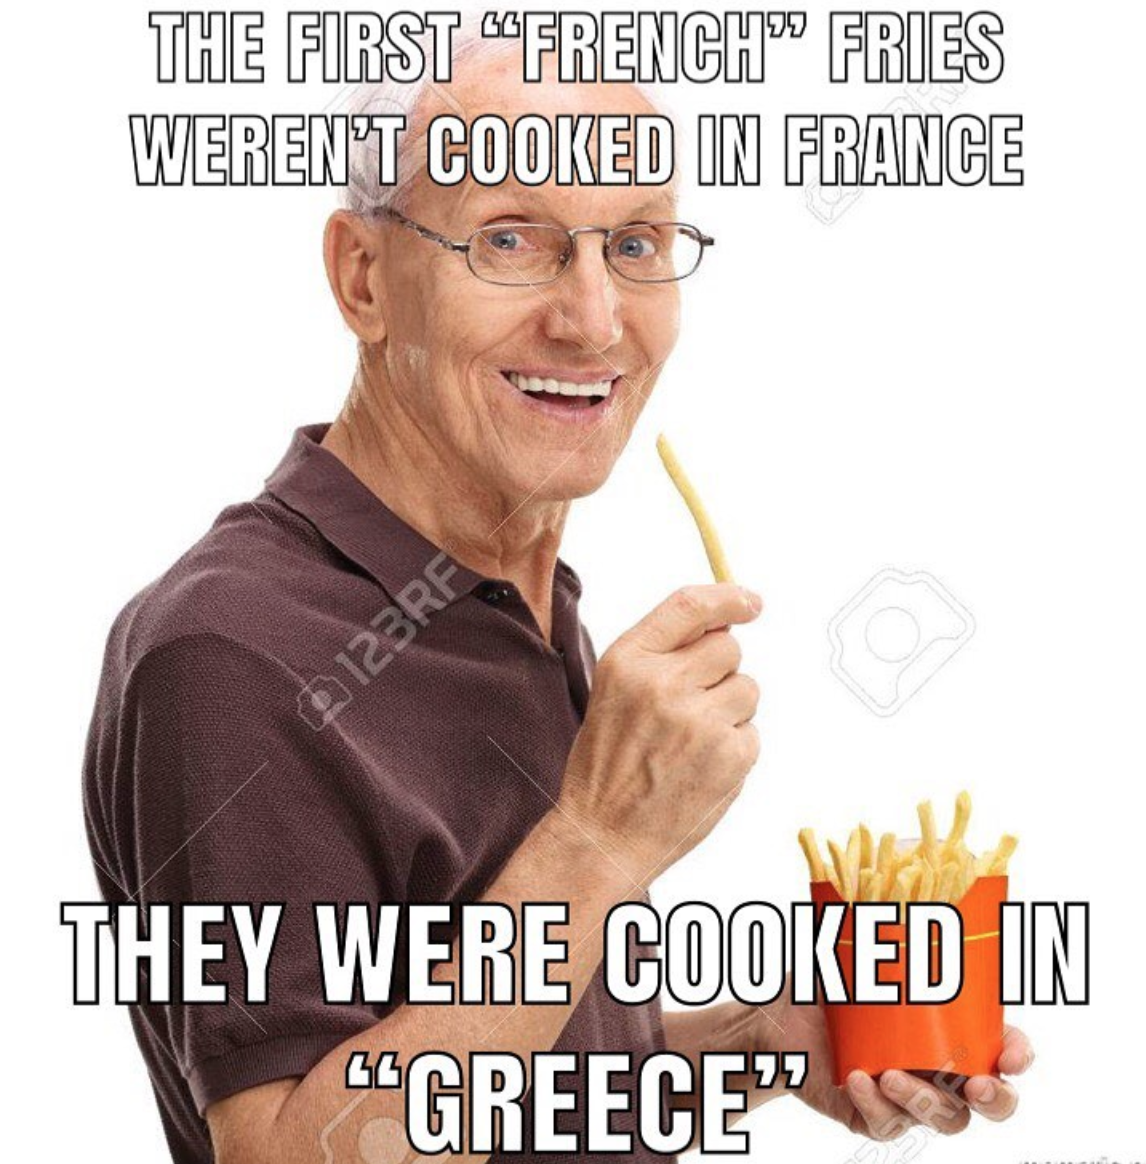 THE FIRST “FRENCH” FRIES
WEREN’T COOKED IN FRANCE
123RF
THEY WERE COOKED IN
“GREECE”